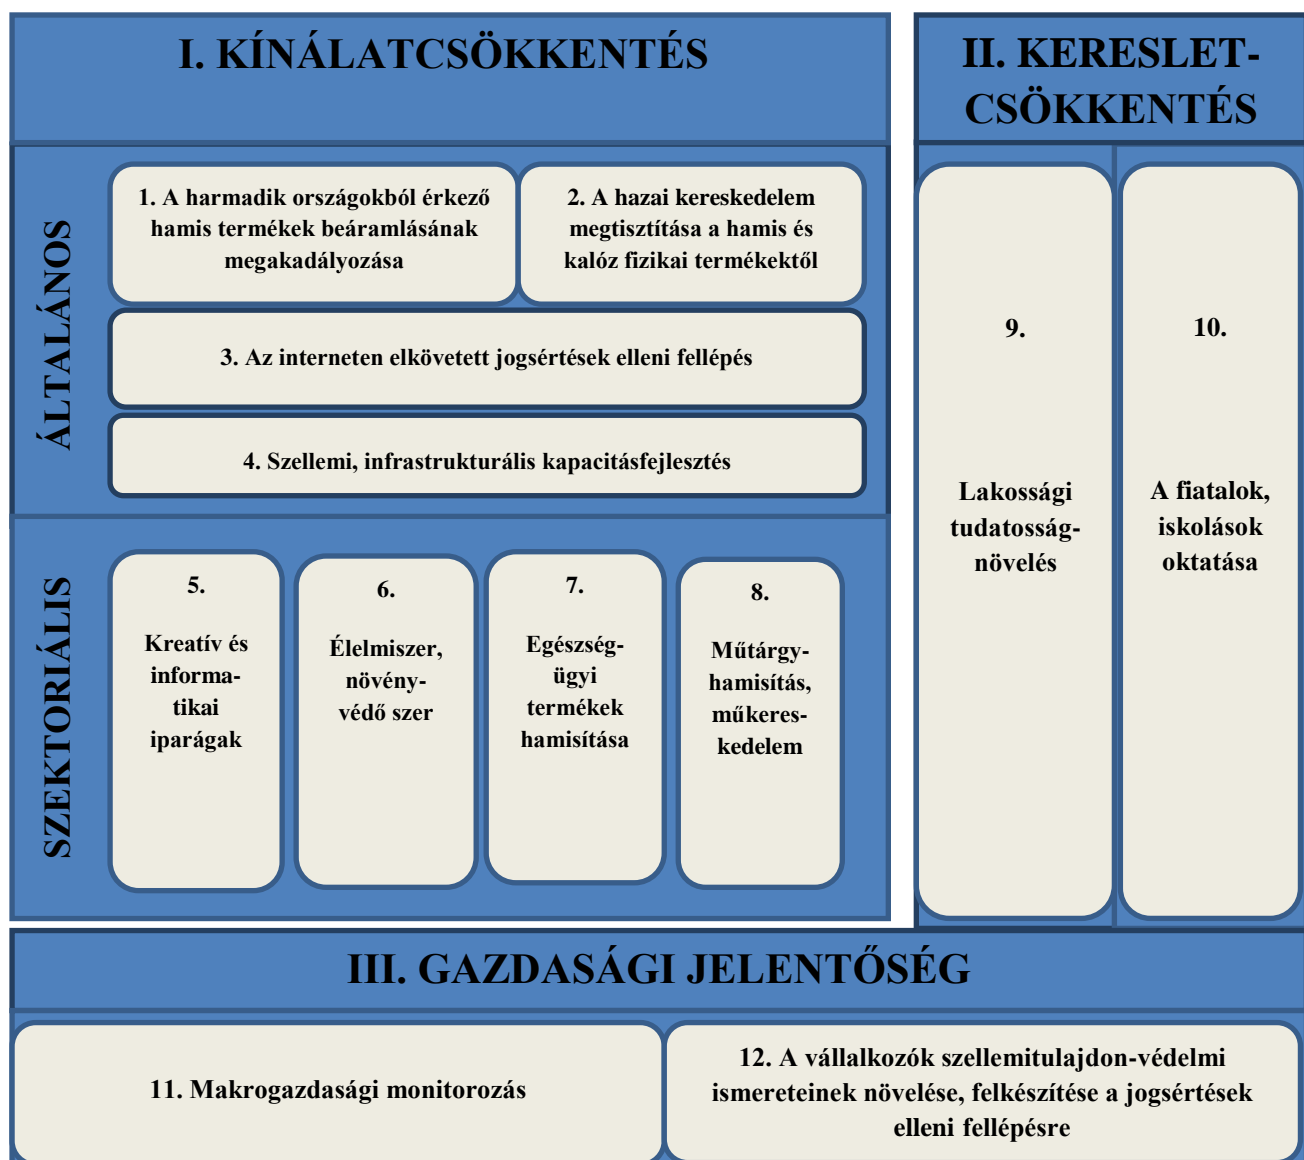 I. KÍNÁLATCSÖKKENTÉS
ÁLTALÁNOS
1. A harmadik országokból érkező
hamis termékek beáramlásának
megakadályozása
2. A hazai kereskedelem
megtisztítása a hamis és
kalóz fizikai termékektől
3. Az interneten elkövetett jogsértések elleni fellépés
4. Szellemi, infrastrukturális kapacitásfejlesztés
SZEKTORIÁLIS
5.
Kreatív és
informa-
tikai
iparágak
6.
Élelmiszer,
növény-
védő szer
7.
Egészség-
ügyi
termékek
hamisítása
8.
Műtárgy-
hamisítás,
műkeres-
kedelem
II. KERESLET-
CSÖKKENTÉS
9.
Lakossági
tudatosság-
növelés
10.
A fiatalok,
iskolások
oktatása
III. GAZDASÁGI JELENTŐSÉG
11. Makrogazdasági monitorozás
12. A vállalkozók szellemitulajdon-védelmi
ismereteinek növelése, felkészítése a jogsértések
elleni fellépésre